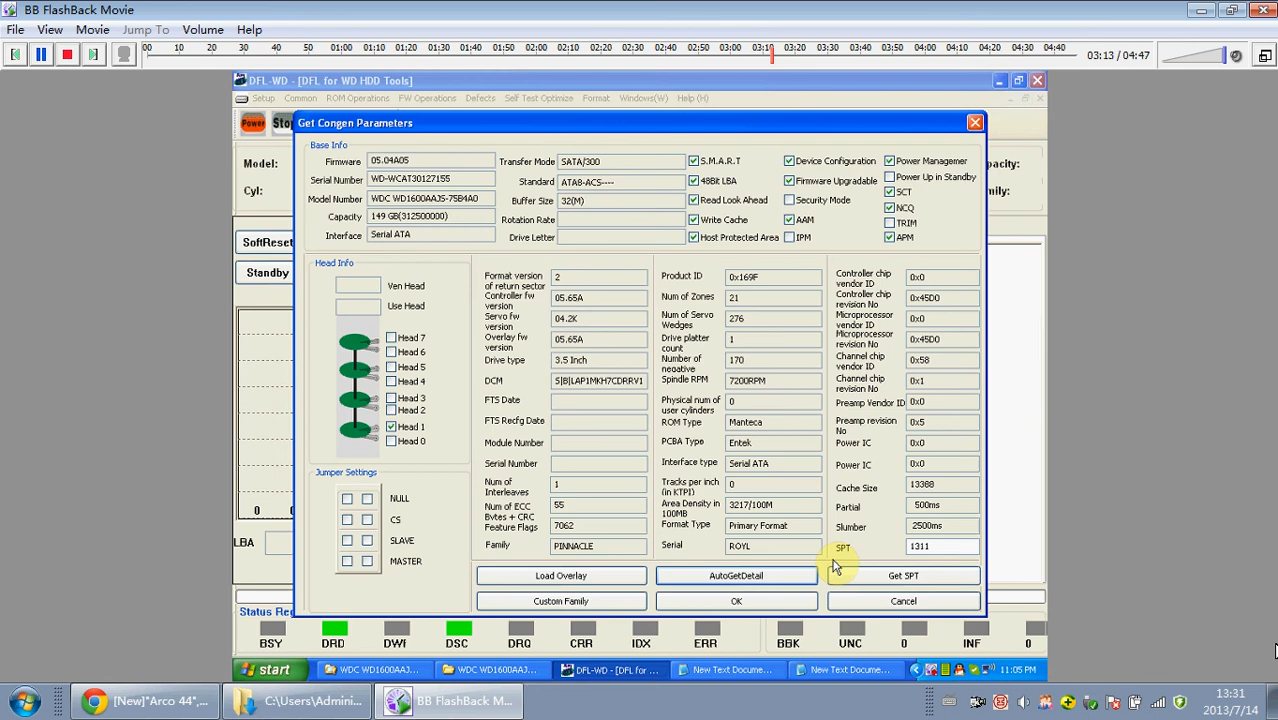 BB FlashBack Movie
File View Movie Jump To Volume Help
00 10 20 30 40 50 01:00 01:10 01:20 01:30 01:40 01:50 02:00 02:10 02:20 02:30 02:40 02:50 03:00 03:10 03:20 03:30 03:40 03:50 04:00 04:10 04:20 04:30 04:40
03:13 / 04:47
DFL-WD - [DFL for WD HDD Tools]
Setup Common ROM Operations FW Operations Defects Self Test Optimize Format Windows(W) Help (H)
Power Stop
Model:
Cyl:
SoftReset
Standby
0
LBA
apacity:
amily:
Get Congen Parameters
Base Info
Firmware 05.04A05
Serial Number WD-WCAT30127155
Model Number WDC WD1600AAJS-75B4A0
Capacity 149 GB(312500000)
Interface Serial ATA
Transfer Mode SATA/300
Standard ATA8-ACS----
Buffer Size 32(M)
Rotation Rate
Drive Letter
S.M.A.R.T
48Bit LBA
Read Look Ahead
Write Cache
Host Protected Area
Device Configuration
Firmware Upgradable
Security Mode
AAM
IPM
Power Managemer
Power Up in Standby
SCT
NCQ
TRIM
APM
Head Info
Ven Head
Use Head
Head 7
Head 6
Head 5
Head 4
Head 3
Head 2
Head 1
Head 0
Jumper Settings
NULL
CS
SLAVE
MASTER
Format version
of return sector 2
Controller fw
version 05.65A
Servo fw
version 04.2K
Overlay fw
version 05.65A
Drive type 3.5 Inch
DCM S|B|LAP1MKH7CDRRV1
FTS Date
FTS Recfg Date
Module Number
Serial Number
Num of
Interleaves 1
Num of ECC 55
Bytes + CRC
Feature Flags 7062
Family PINNACLE
Product ID 0x169F
Num of Zones 21
Num of Servo
Wedges 276
Drive platter
count 1
Number of
negative 170
Spindle RPM 7200RPM
Physical num of
user cylinders 0
ROM Type Manteca
PCBA Type Entek
Interface type Serial ATA
Tracks per inch
(in KTPI) 0
Area Density in
100MB 3217/100M
Format Type Primary Format
Serial ROYL
Controller chip
vendor ID 0x0
Controller chip
revision No 0x45D0
Microprocessor
vendor ID 0x0
Microprocessor
revision No 0x45D0
Channel chip
vendor ID 0x58
Channel chip
revision No 0x1
Preamp Vendor ID 0x0
Preamp revision
No 0x5
Power IC 0x0
Power IC 0x0
Cache Size 13388
Partial 500ms
Slumber 2500ms
SPT 1311
Load Overlay AutoGetDetail Get SPT
Custom Family OK Cancel
Status Re
BSY DRD DWF DSC DRQ CRR IDX ERR BBK UNC 0 INF 0
start WDC WD1600AAJ... WDC WD1600AAJ... DFL-WD - [DFL for ... New Text Docume... New Text Docume... 11:05 PM
[New]"Arco 44",... C:\Users\Admini... BB FlashBack M...
13:31
2013/7/14